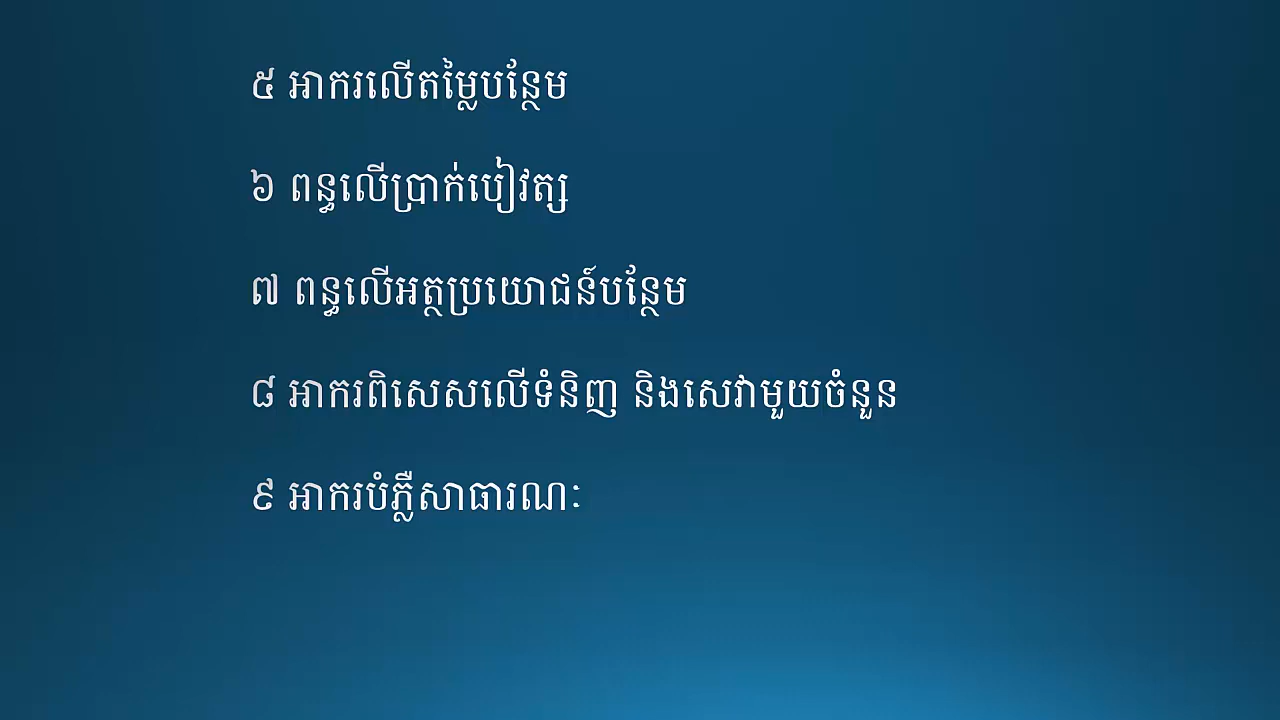 ៥ អាករលើតម្លៃបន្ថែម
៦ ពន្ធលើប្រាក់បៀវត្ស
៧ ពន្ធលើអត្ថប្រយោជន៍បន្ថែម
៨ អាករពិសេសលើទំនិញ និងសេវាមួយចំនួន
៩ អាករបំភ្លឺសាធារណៈ